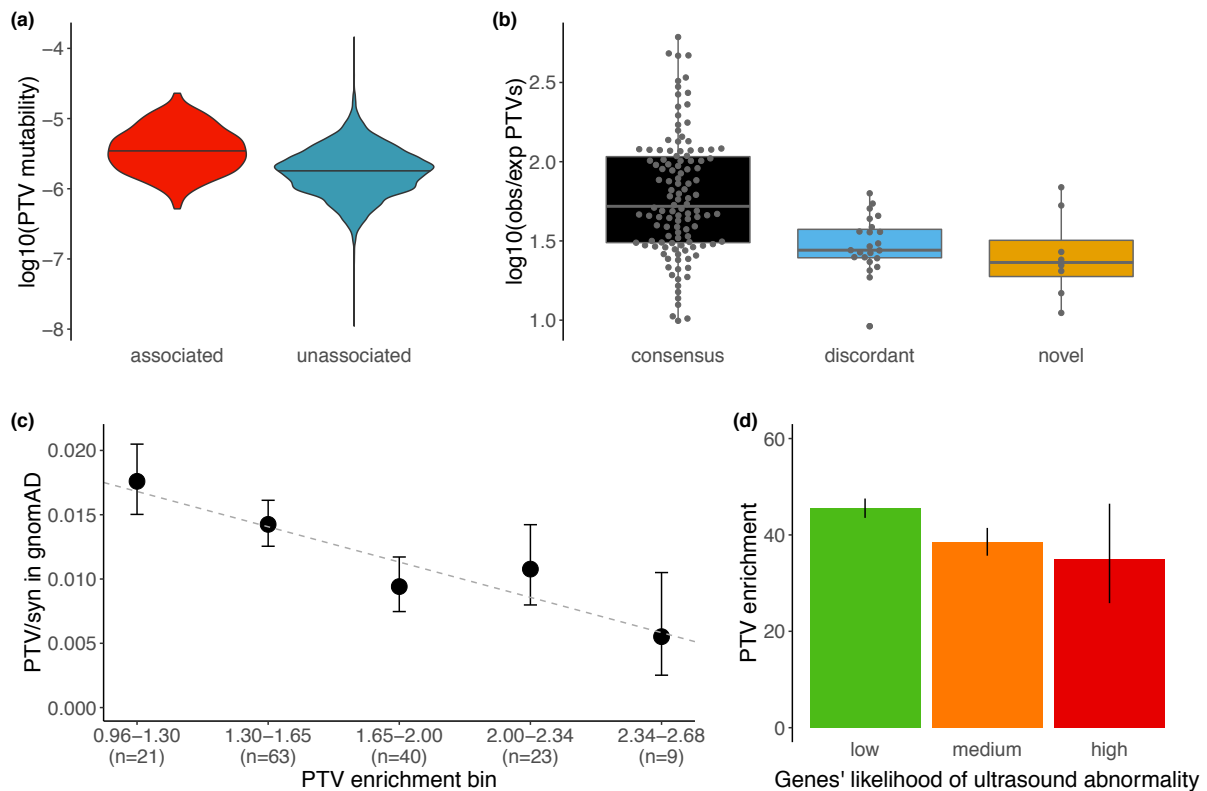 (a)
log10(PTV mutability)
−4
−5
−6
−7
−8
associated unassociated
(b)
log10(obs/exp PTVs)
2.5
2.0
1.5
1.0
consensus discordant novel
(c)
PTV/syn in gnomAD
0.020
0.015
0.010
0.005
0.000
0.96−1.30 1.30−1.65 1.65−2.00 2.00−2.34 2.34−2.68
(n=21) (n=63) (n=40) (n=23) (n=9)
PTV enrichment bin
(d)
PTV enrichment
60
40
20
0
low medium high
Genes' likelihood of ultrasound abnormality